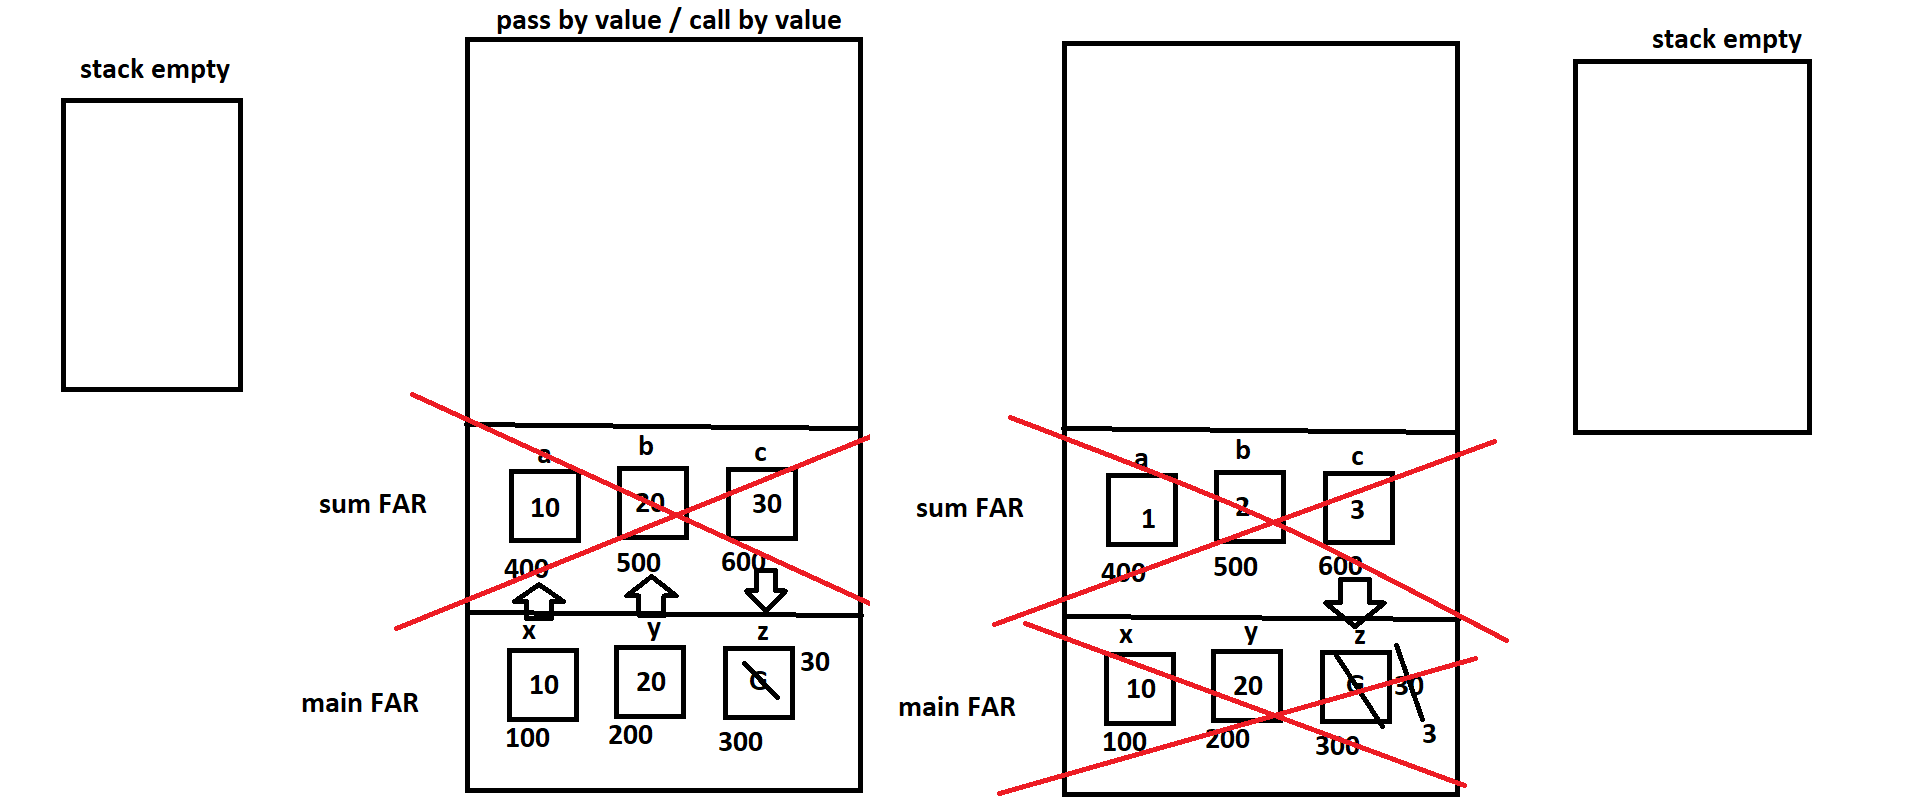 stack empty
pass by value / call by value
stack empty
a b c
sum FAR
10 20 30
400 500 600
x y z
main FAR
10 20 G 30
100 200 300
a b c
sum FAR
1 2 3
400 500 600
x y z
main FAR
10 20 G 30
100 200 300 3